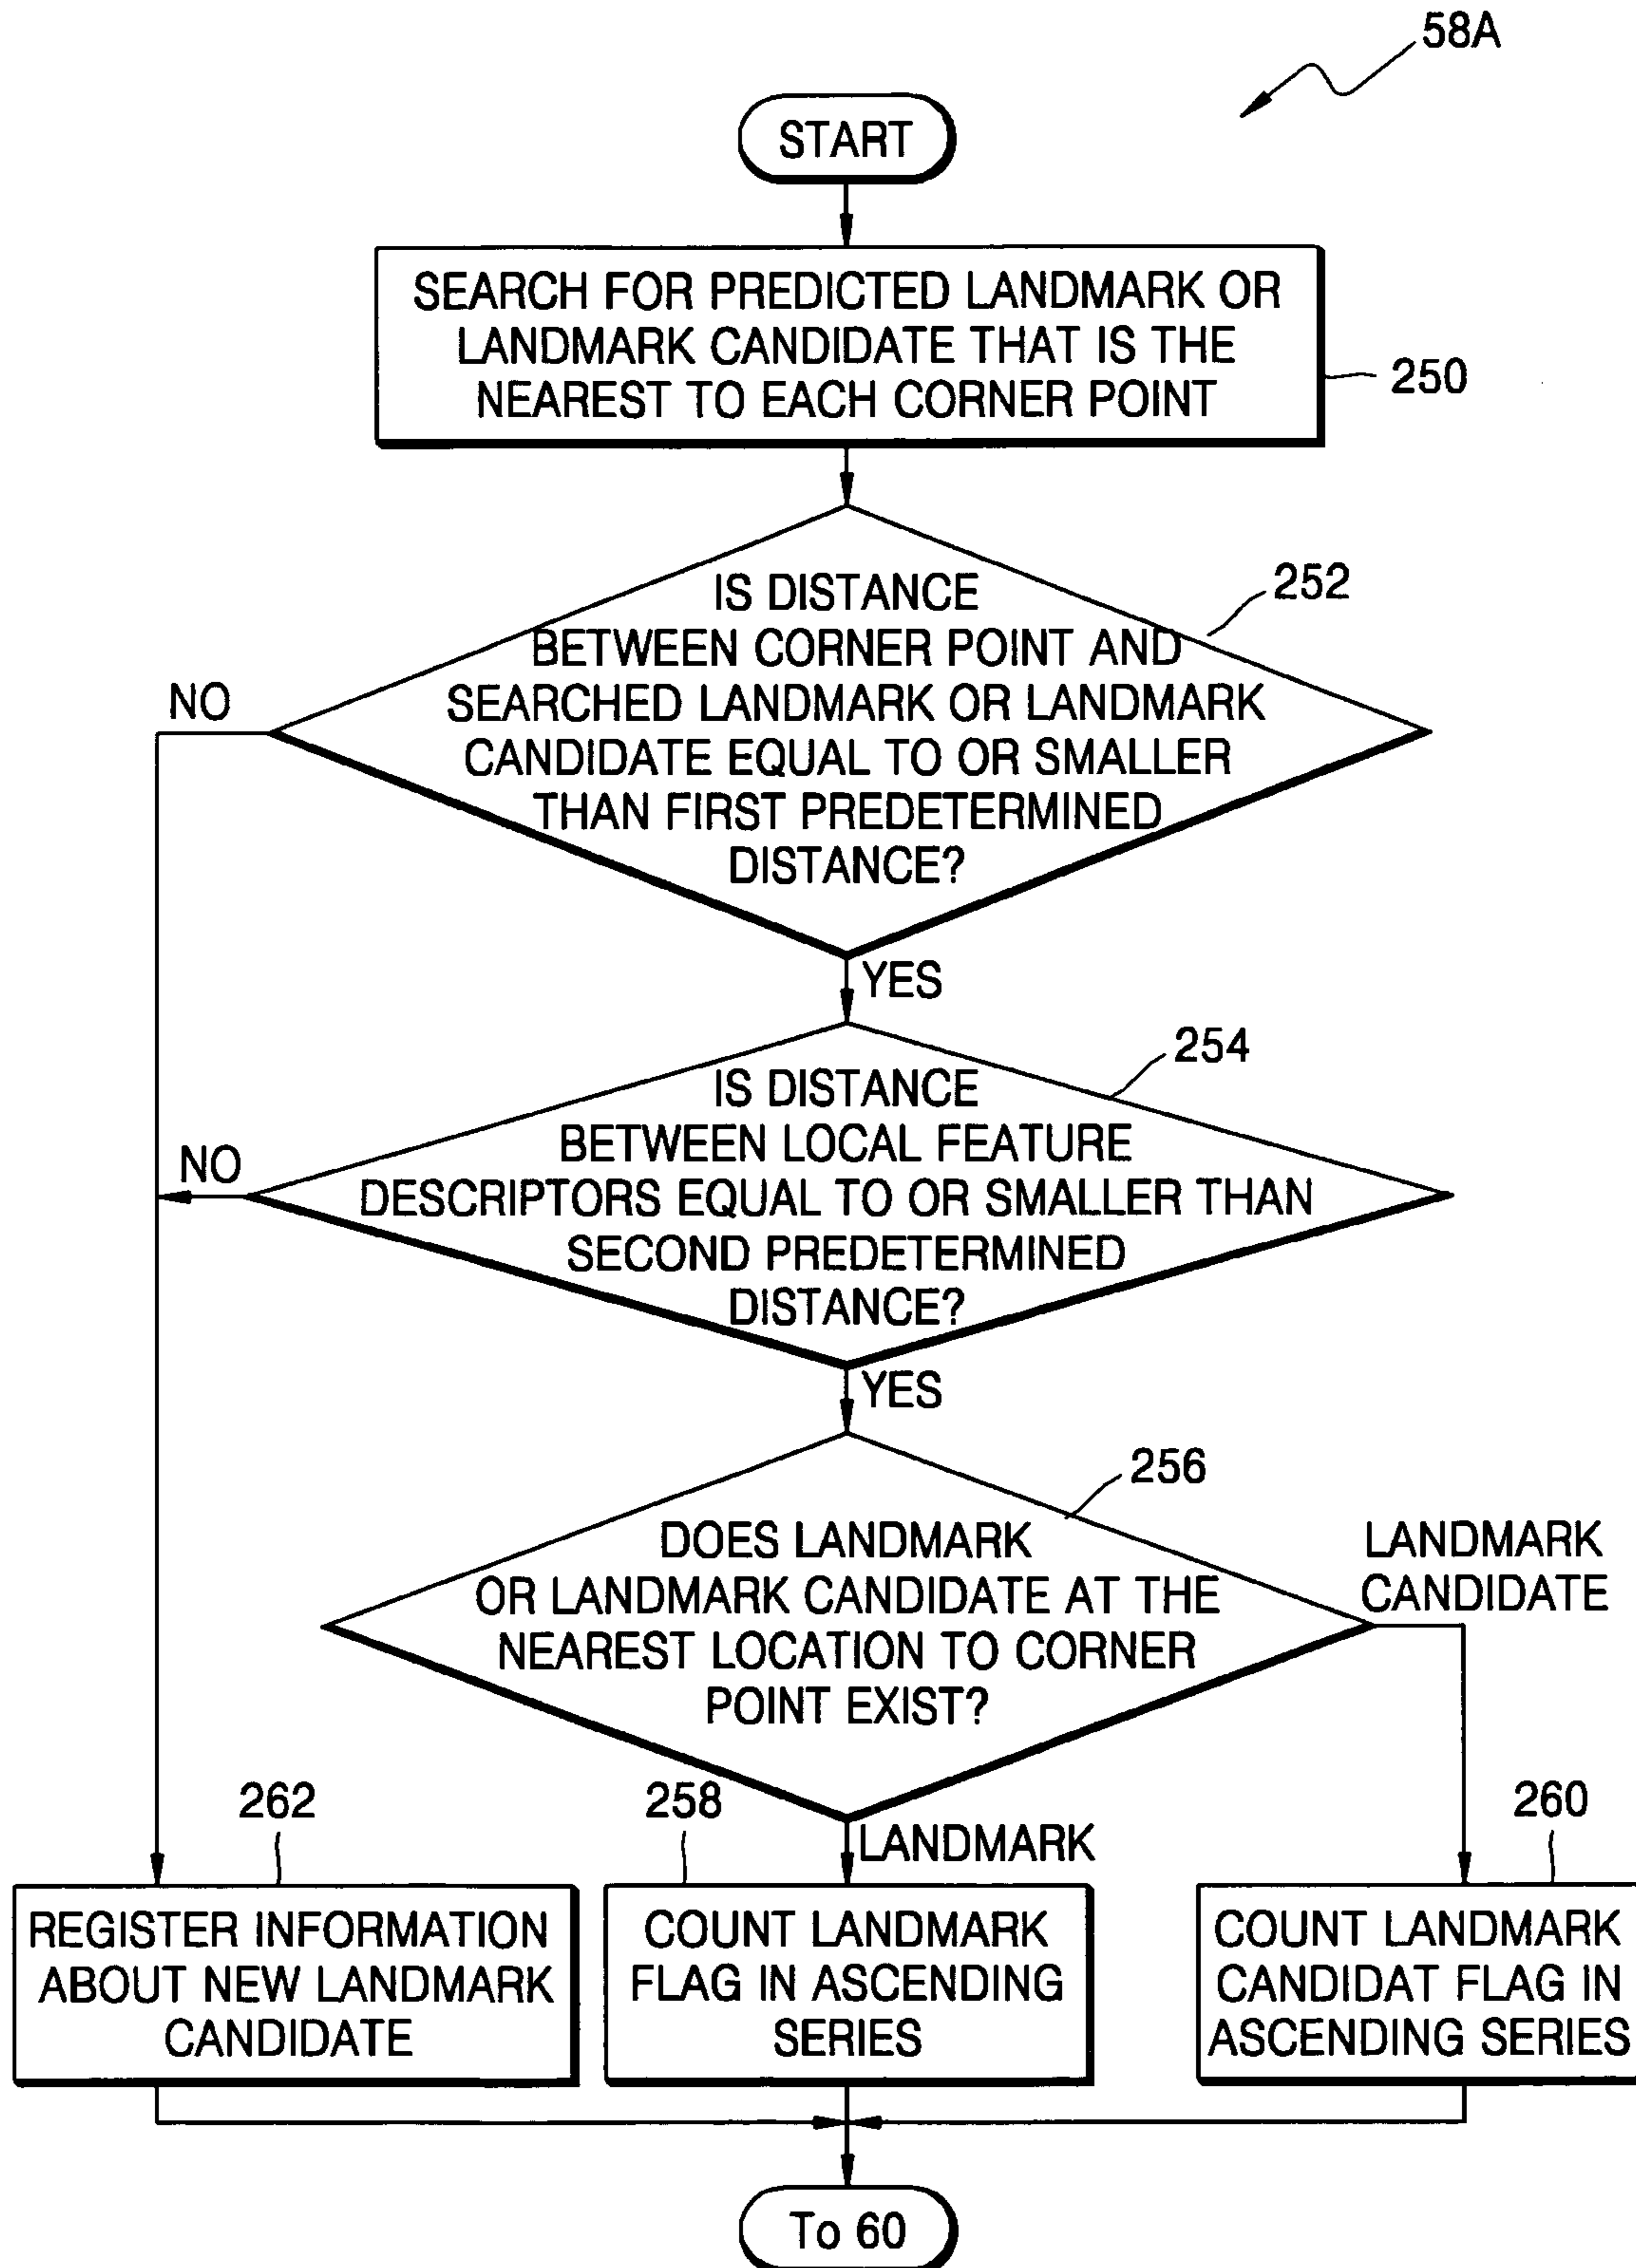 58A
START
SEARCH FOR PREDICTED LANDMARK OR
LANDMARK CANDIDATE THAT IS THE
NEAREST TO EACH CORNER POINT
250
IS DISTANCE
BETWEEN CORNER POINT AND
SEARCHED LANDMARK OR LANDMARK
CANDIDATE EQUAL TO OR SMALLER
THAN FIRST PREDETERMINED
DISTANCE?
252
NO
YES
IS DISTANCE
BETWEEN LOCAL FEATURE
DESCRIPTORS EQUAL TO OR SMALLER THAN
SECOND PREDETERMINED
DISTANCE?
254
NO
YES
DOES LANDMARK
OR LANDMARK CANDIDATE AT THE
NEAREST LOCATION TO CORNER
POINT EXIST?
256
LANDMARK
CANDIDATE
LANDMARK
262
REGISTER INFORMATION
ABOUT NEW LANDMARK
CANDIDATE
258
COUNT LANDMARK
FLAG IN ASCENDING
SERIES
260
COUNT LANDMARK
CANDIDAT FLAG IN
ASCENDING SERIES
To 60